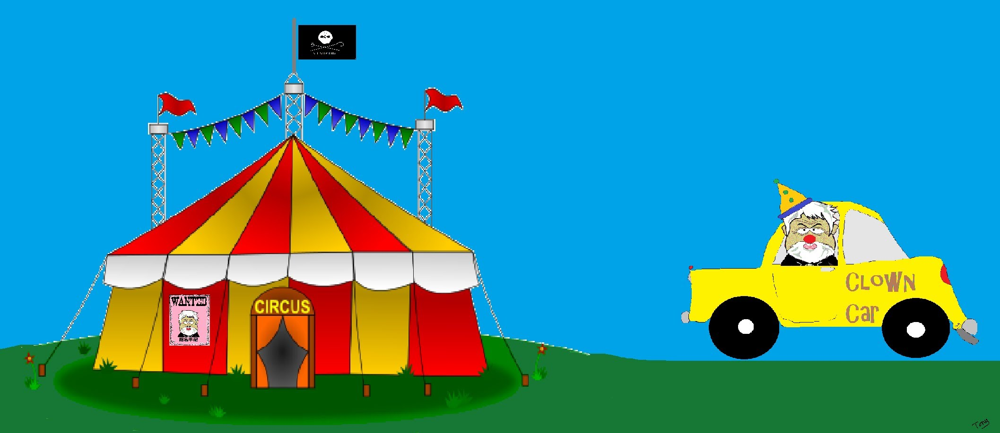 WANTED
指名手配
CIRCUS
CLOWN
Car
Tony